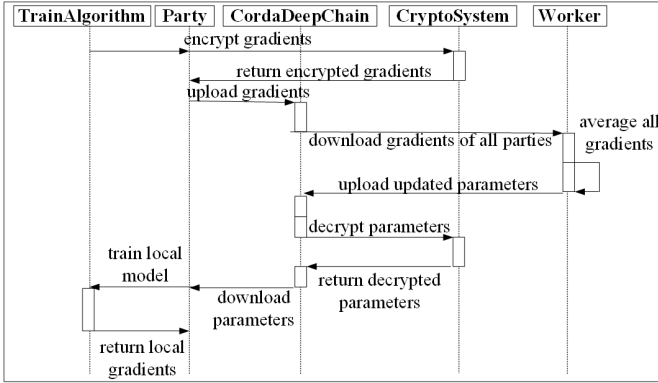 TrainAlgorithm Party CordaDeepChain CryptoSystem Worker
encrypt gradients
return encrypted gradients
upload gradients
average all
gradients
download gradients of all parties
upload updated parameters
decrypt parameters
train local
model
return decrypted
parameters
download
parameters
return local
gradients